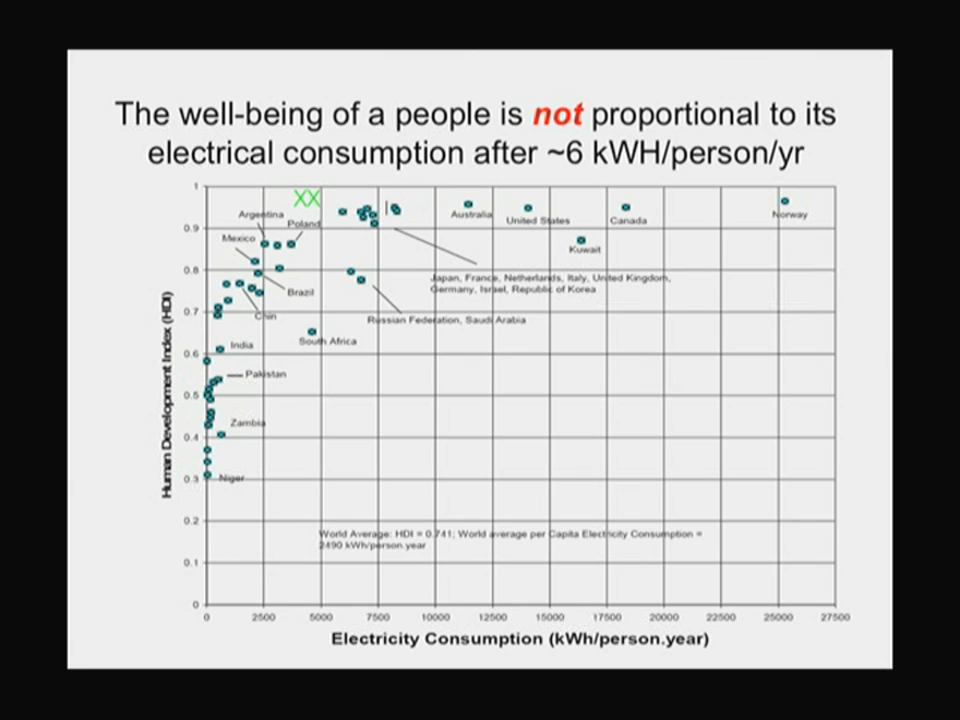 The well-being of a people is not proportional to its
electrical consumption after ~6 kWH/person/yr
XX
1
0.9
0.8
0.7
0.6
0.5
0.4
0.3
0.2
0.1
0
Human Development Index (HDI)
Argentina
Poland
Mexico
Brazil
Chin
India
Pakistan
Zambia
Niger
South Africa
Australia
United States
Canada
Norway
Kuwait
Japan, France, Netherlands, Italy, United Kingdom,
Germany, Israel, Republic of Korea
Russian Federation, Saudi Arabia
World Average: HDI = 0.741; World average per Capita Electricity Consumption =
2490 kWh/person.year
0 2500 5000 7500 10000 12500 15000 17500 20000 22500 25000 27500
Electricity Consumption (kWh/person.year)